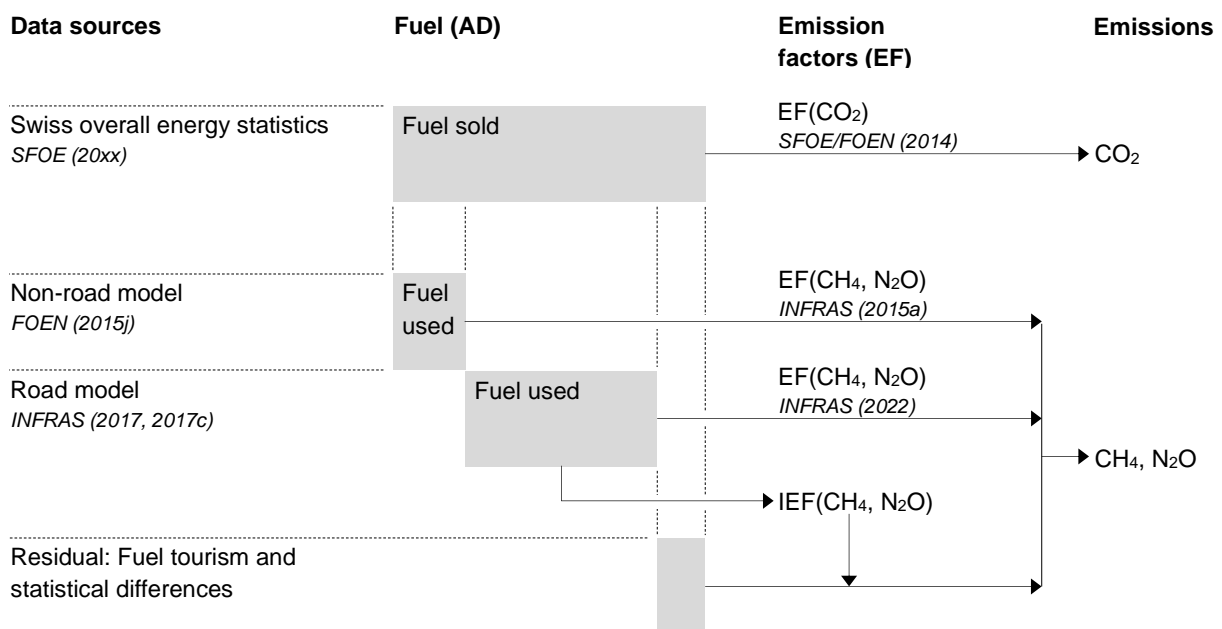 Data sources
Fuel (AD)
Emission
factors (EF)
Emissions
Swiss overall energy statistics
SFOE (20xx)
Fuel sold
EF(CO₂)
SFOE/FOEN (2014)
CO₂
Non-road model
FOEN (2015j)
Fuel
used
EF(CH₄, N₂O)
INFRAS (2015a)
Road model
INFRAS (2017, 2017c)
Fuel used
EF(CH₄, N₂O)
INFRAS (2022)
CH₄, N₂O
IEF(CH₄, N₂O)
Residual: Fuel tourism and
statistical differences